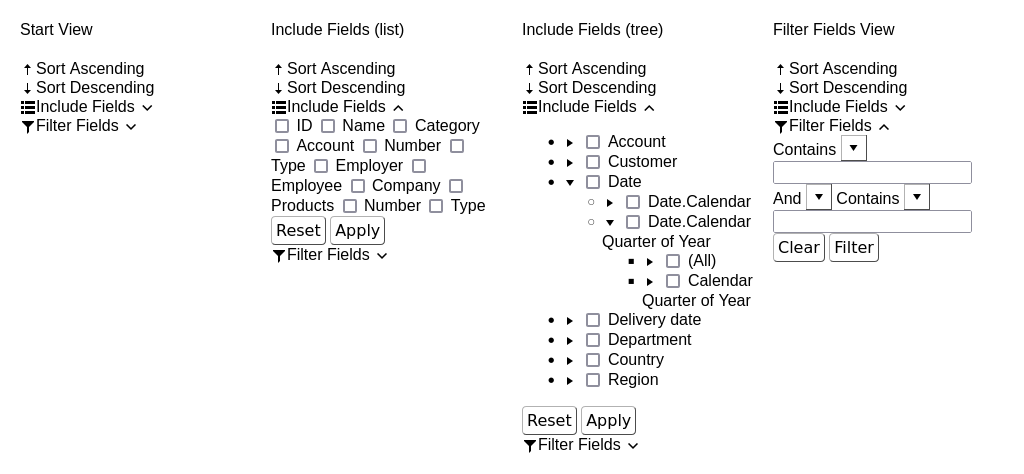 Start View
Sort Ascending
Sort Descending
Include Fields
Filter Fields
Include Fields (list)
Sort Ascending
Sort Descending
Include Fields
ID Name Category
Account Number
Type Employer
Employee Company
Products Number Type
Reset Apply
Filter Fields
Include Fields (tree)
Sort Ascending
Sort Descending
Include Fields
Account
Customer
Date
Date.Calendar
Date.Calendar
Quarter of Year
(All)
Calendar
Quarter of Year
Delivery date
Department
Country
Region
Reset Apply
Filter Fields
Filter Fields View
Sort Ascending
Sort Descending
Include Fields
Filter Fields
Contains
And Contains
Clear Filter